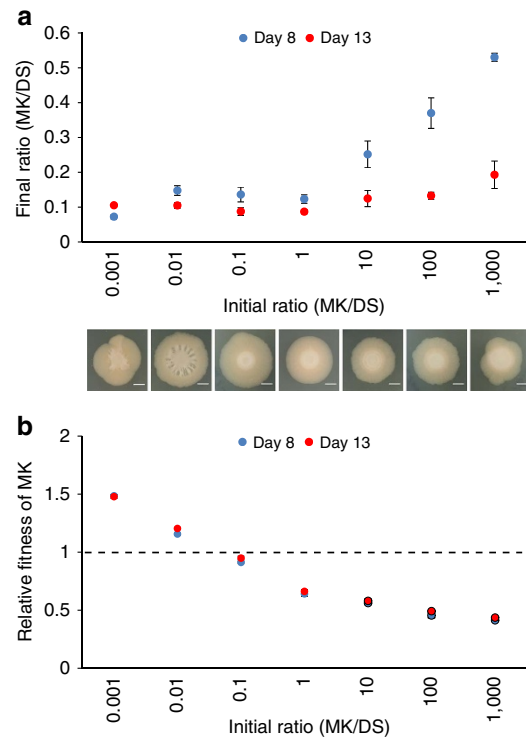 a
Day 8 Day 13
Final ratio (MK/DS)
0.6
0.5
0.4
0.3
0.2
0.1
0
0.001 0.01 0.1 1 10 100 1,000
Initial ratio (MK/DS)
b
Day 8 Day 13
Relative fitness of MK
2
1.5
1
0.5
0
0.001 0.01 0.1 1 10 100 1,000
Initial ratio (MK/DS)